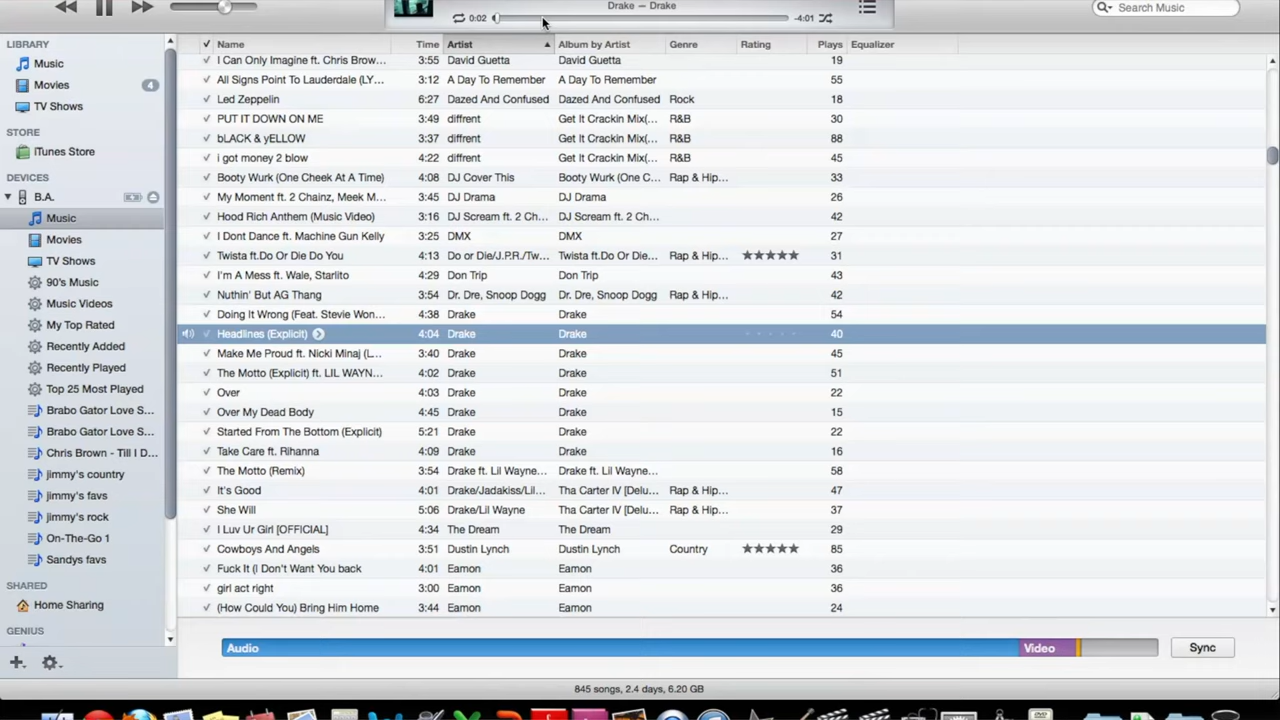 Drake — Drake
0:02 -4:01
Search Music
LIBRARY
Music
Movies 4
TV Shows
STORE
iTunes Store
DEVICES
B.A.
Music
Movies
TV Shows
90's Music
Music Videos
My Top Rated
Recently Added
Recently Played
Top 25 Most Played
Brabo Gator Love S...
Brabo Gator Love S...
Chris Brown - Till I D...
jimmy's country
jimmy's favs
jimmy's rock
On-The-Go 1
Sandys favs
SHARED
Home Sharing
GENIUS
✓ Name Time Artist Album by Artist Genre Rating Plays Equalizer
✓ I Can Only Imagine ft. Chris Brow... 3:55 David Guetta David Guetta 19
✓ All Signs Point To Lauderdale (LY... 3:12 A Day To Remember A Day To Remember 55
✓ Led Zeppelin 6:27 Dazed And Confused Dazed And Confused Rock 18
✓ PUT IT DOWN ON ME 3:49 diffrent Get It Crackin Mix(... R&B 30
✓ bLACK & yELLOW 3:37 diffrent Get It Crackin Mix(... R&B 88
✓ i got money 2 blow 4:22 diffrent Get It Crackin Mix(... R&B 45
✓ Booty Wurk (One Cheek At A Time) 4:08 DJ Cover This Booty Wurk (One C... Rap & Hip... 33
✓ My Moment ft. 2 Chainz, Meek M... 3:45 DJ Drama DJ Drama 26
✓ Hood Rich Anthem (Music Video) 3:16 DJ Scream ft. 2 Ch... DJ Scream ft. 2 Ch... 42
✓ I Dont Dance ft. Machine Gun Kelly 3:25 DMX DMX 27
✓ Twista ft.Do Or Die Do You 4:13 Do or Die/J.P.R./Tw... Twista ft.Do Or Die... Rap & Hip... ★★★★★ 31
✓ I'm A Mess ft. Wale, Starlito 4:29 Don Trip Don Trip 43
✓ Nuthin' But AG Thang 3:54 Dr. Dre, Snoop Dogg Dr. Dre, Snoop Dogg Rap & Hip... 42
✓ Doing It Wrong (Feat. Stevie Won... 4:38 Drake Drake 54
✓ Headlines (Explicit) 4:04 Drake Drake 40
✓ Make Me Proud ft. Nicki Minaj (L... 3:40 Drake Drake 45
✓ The Motto (Explicit) ft. LIL WAYN... 4:02 Drake Drake 51
✓ Over 4:03 Drake Drake 22
✓ Over My Dead Body 4:45 Drake Drake 15
✓ Started From The Bottom (Explicit) 5:21 Drake Drake 22
✓ Take Care ft. Rihanna 4:09 Drake Drake 16
✓ The Motto (Remix) 3:54 Drake ft. Lil Wayne... Drake ft. Lil Wayne... 58
✓ It's Good 4:01 Drake/Jadakiss/Lil... Tha Carter IV [Delu... Rap & Hip... 47
✓ She Will 5:06 Drake/Lil Wayne Tha Carter IV [Delu... Rap & Hip... 37
✓ I Luv Ur Girl [OFFICIAL] 4:34 The Dream The Dream 29
✓ Cowboys And Angels 3:51 Dustin Lynch Dustin Lynch Country ★★★★★ 85
✓ Fuck It (I Don't Want You back 4:01 Eamon Eamon 36
✓ girl act right 3:00 Eamon Eamon 36
✓ (How Could You) Bring Him Home 3:44 Eamon Eamon 24
Audio Video Sync
845 songs, 2.4 days, 6.20 GB